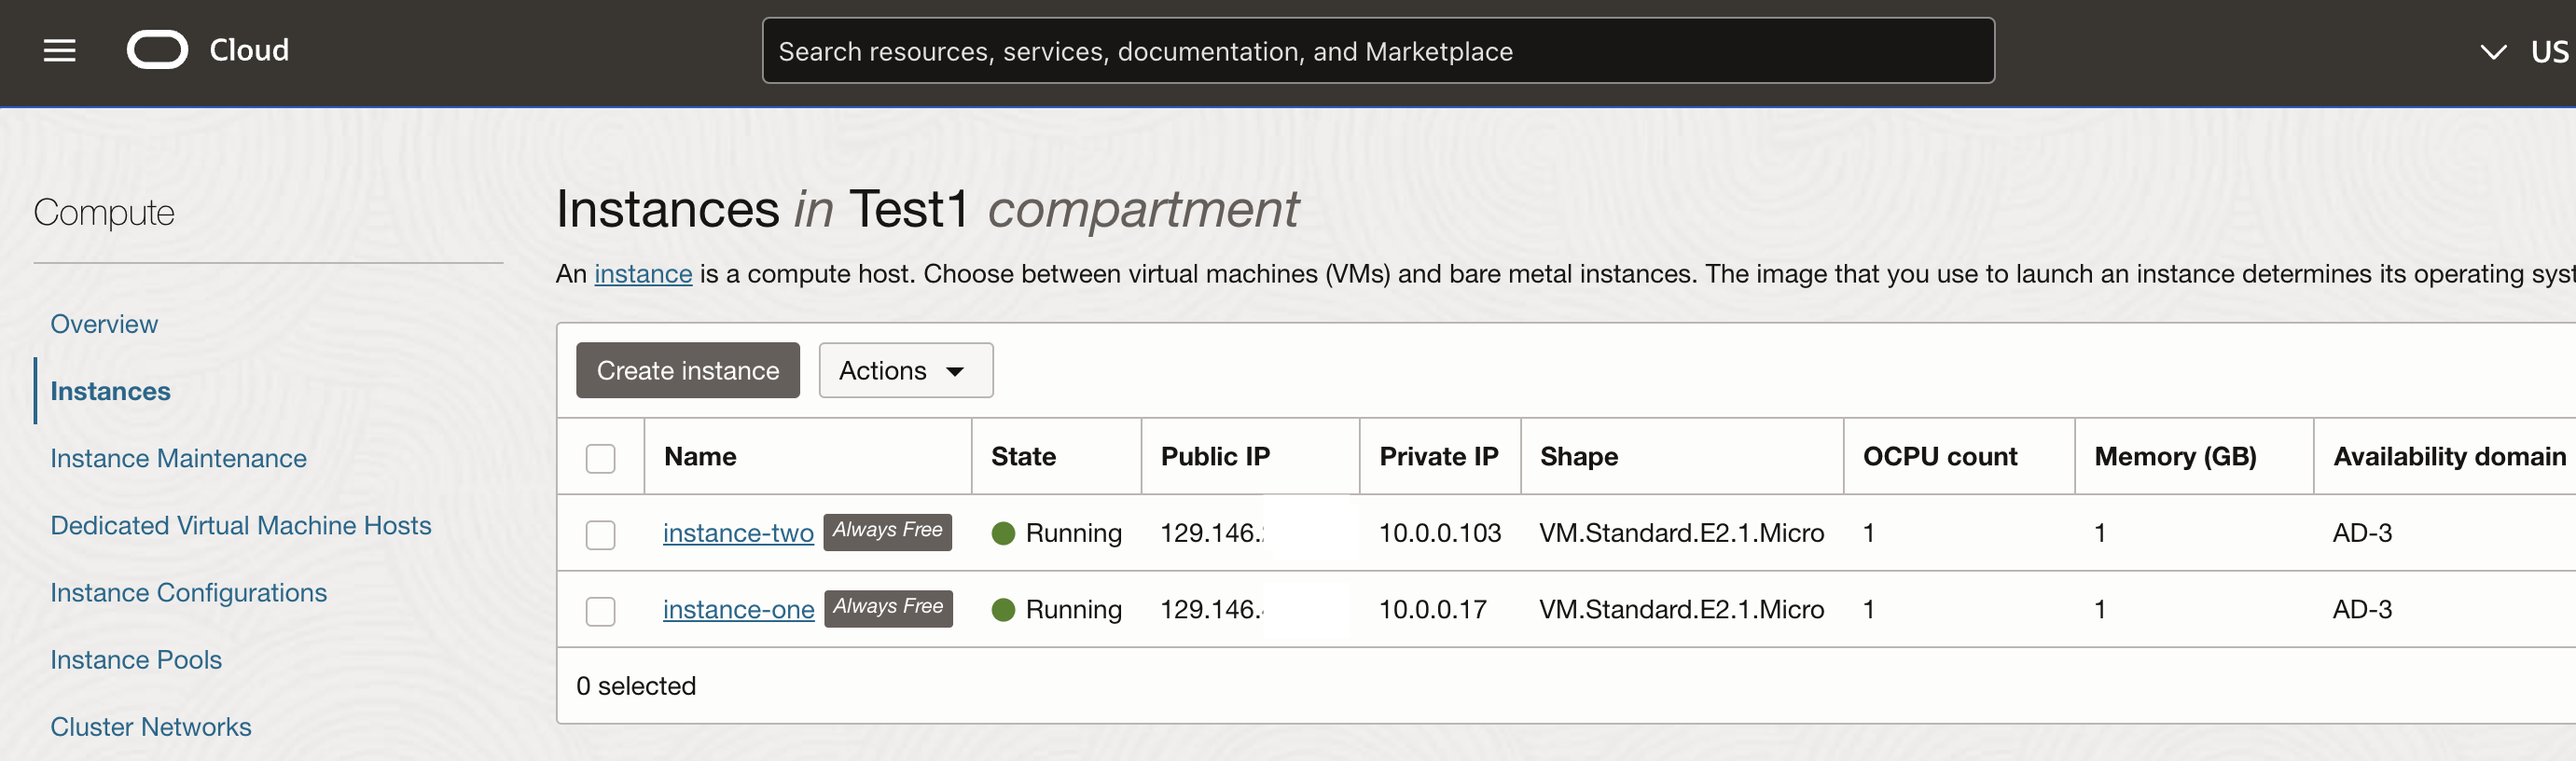 Cloud
Search resources, services, documentation, and Marketplace
US
Compute
Overview
Instances
Instance Maintenance
Dedicated Virtual Machine Hosts
Instance Configurations
Instance Pools
Cluster Networks
Instances in Test1 compartment
An instance is a compute host. Choose between virtual machines (VMs) and bare metal instances. The image that you use to launch an instance determines its operating syst
Create instance Actions
Name State Public IP Private IP Shape OCPU count Memory (GB) Availability domain
instance-two Always Free Running 129.146. 10.0.0.103 VM.Standard.E2.1.Micro 1 1 AD-3
instance-one Always Free Running 129.146. 10.0.0.17 VM.Standard.E2.1.Micro 1 1 AD-3
0 selected